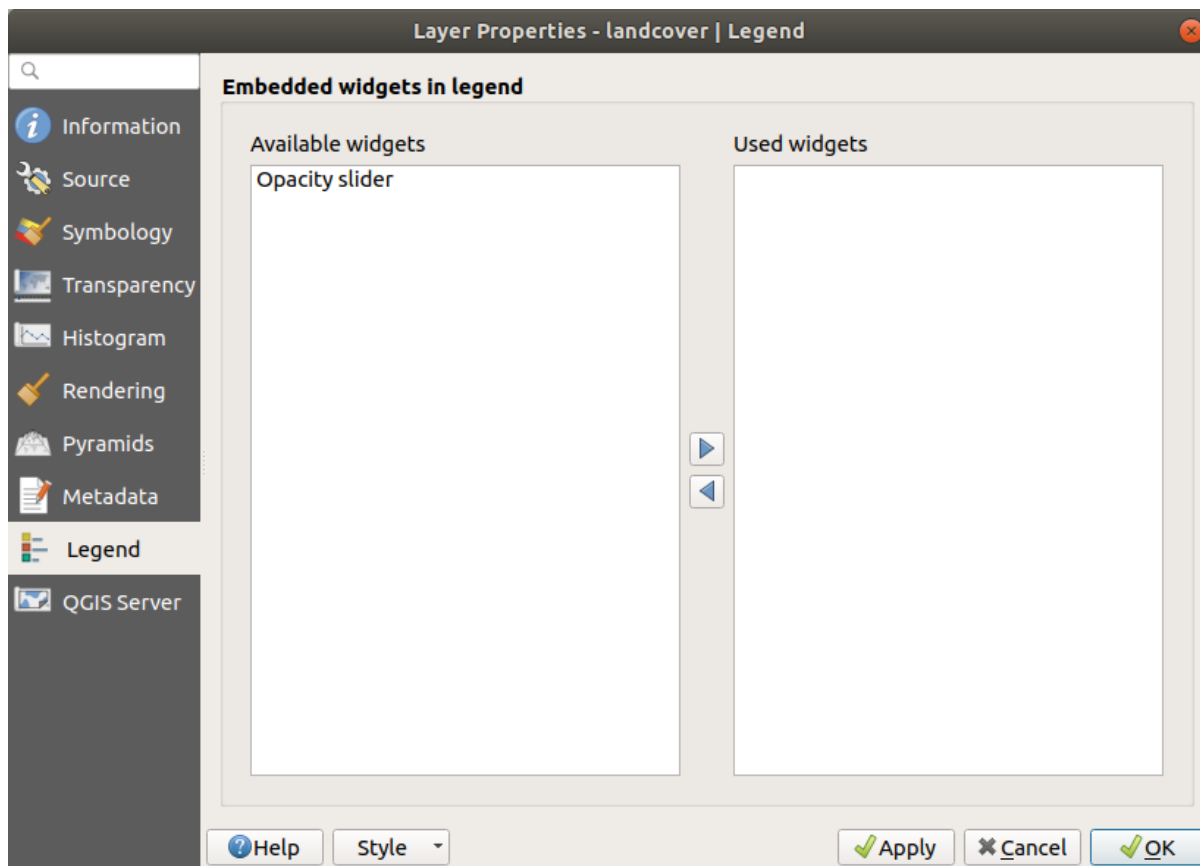 Layer Properties - landcover | Legend
Information
Source
Symbology
Transparency
Histogram
Rendering
Pyramids
Metadata
Legend
QGIS Server
Embedded widgets in legend
Available widgets
Opacity slider
Used widgets
Help
Style
Apply
Cancel
OK